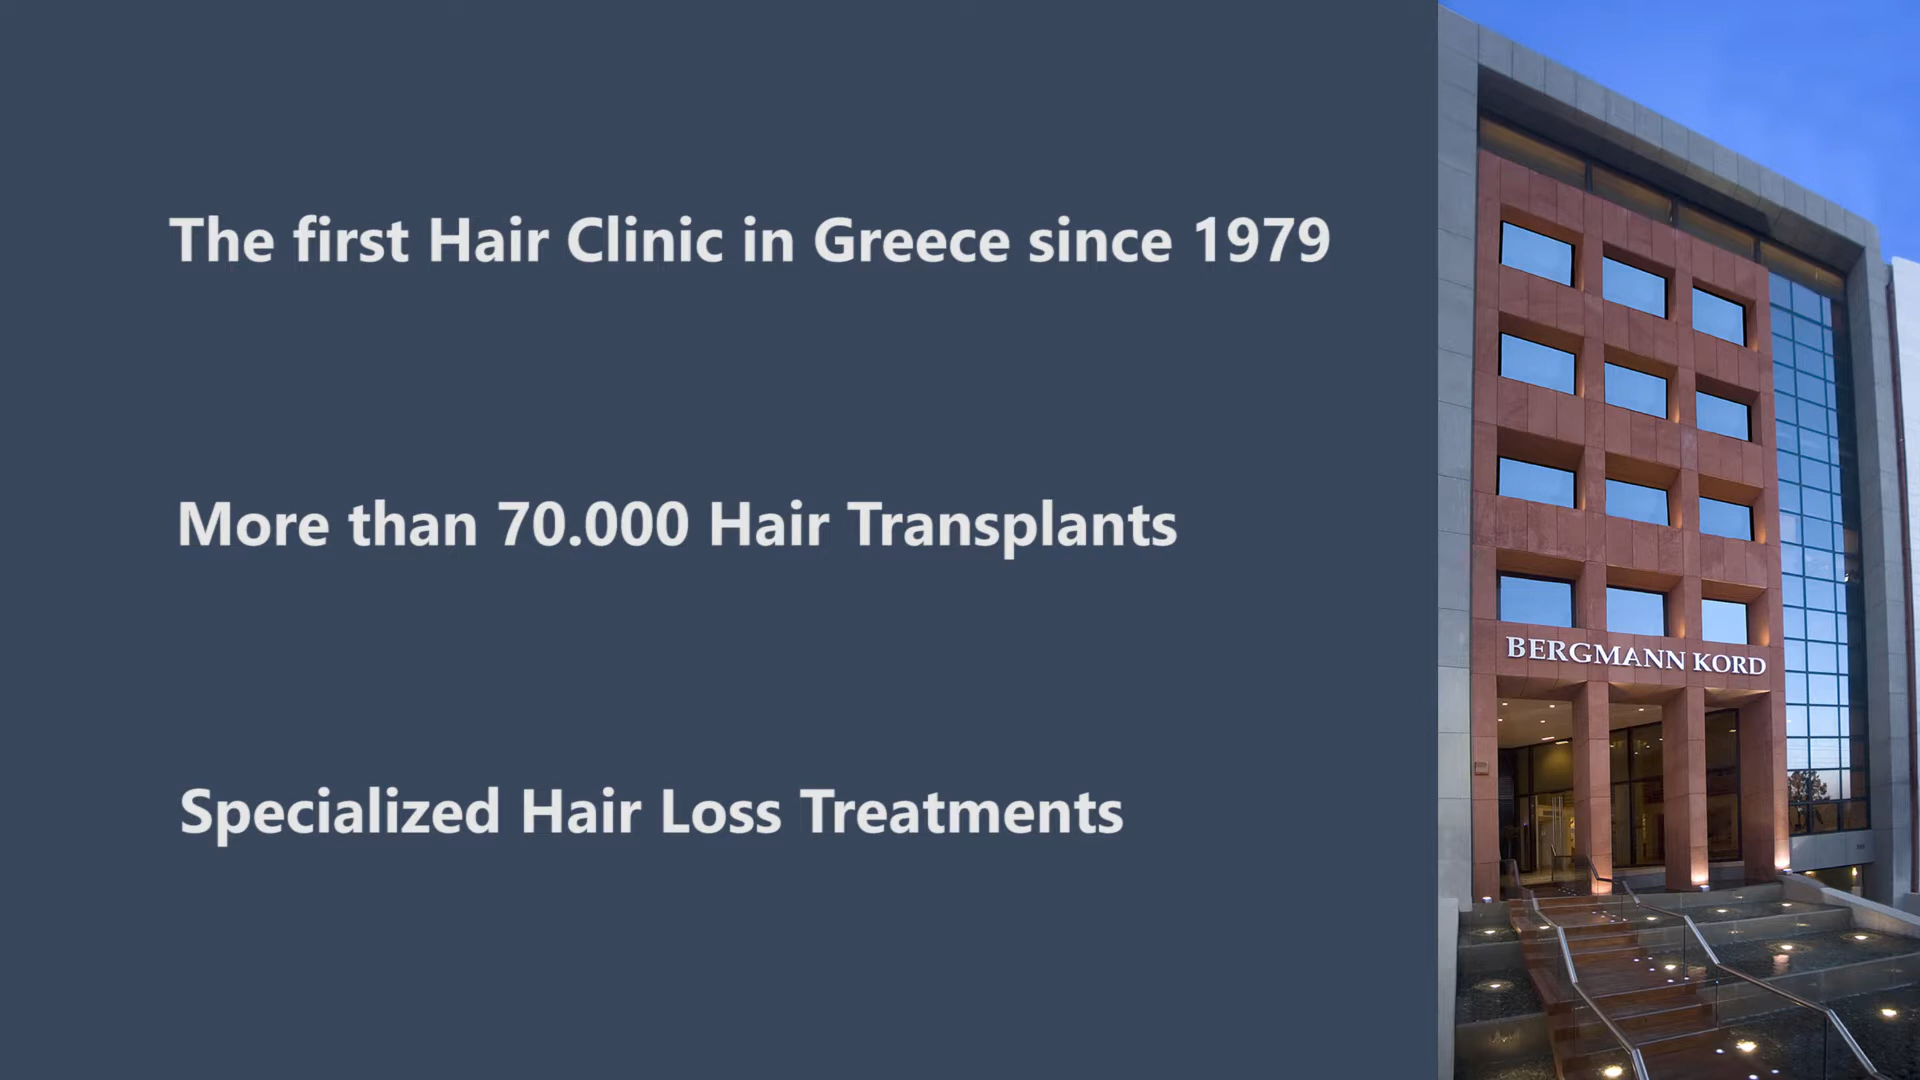 The first Hair Clinic in Greece since 1979
More than 70.000 Hair Transplants
Specialized Hair Loss Treatments
BERGMANN KORD